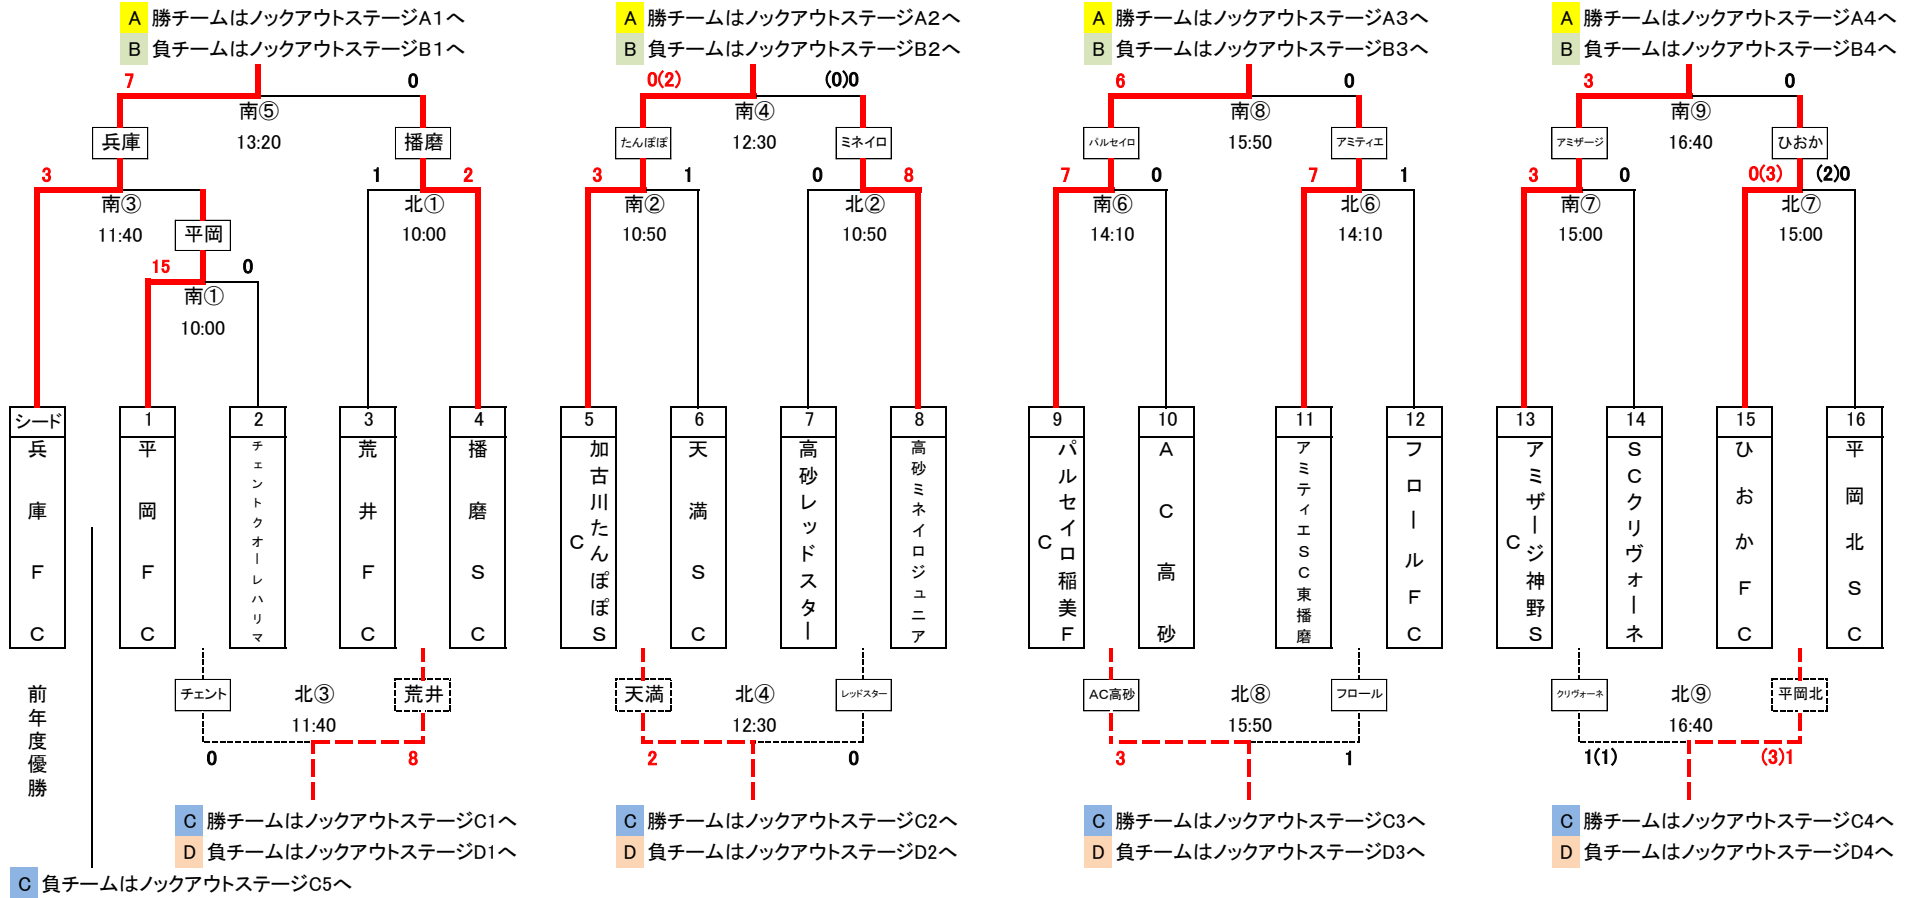 A 勝チームはノックアウトステージA1へ
B 負チームはノックアウトステージB1へ
7 0
南⑤
13:20
兵庫 播磨
3 1 2
南③ 北①
11:40 平岡 10:00
15 0
南①
10:00
シード 1 2 3 4
兵庫FC
平岡FC
チェントクオーレハリマ
荒井FC
播磨SC
前年度優勝
チェント 北③ 荒井
11:40
0 8
C 勝チームはノックアウトステージC1へ
D 負チームはノックアウトステージD1へ
C 負チームはノックアウトステージC5へ
A 勝チームはノックアウトステージA2へ
B 負チームはノックアウトステージB2へ
0(2) (0)0
南④
たんぽぽ 12:30 ミネイロ
3 1 0 8
南② 北②
10:50 10:50
5 6 7 8
加古川たんぽぽSC
天満SC
高砂レッドスター
高砂ミネイロジュニア
天満 北④ レッドスター
12:30
2 0
C 勝チームはノックアウトステージC2へ
D 負チームはノックアウトステージD2へ
A 勝チームはノックアウトステージA3へ
B 負チームはノックアウトステージB3へ
6 0
南⑧
パルセイロ 15:50 アミティエ
7 0 7 1
南⑥ 北⑥
14:10 14:10
9 10 11 12
パルセイロ稲美FC
AC高砂
アミティエSC東播磨
フロールFC
AC高砂 北⑧ フロール
15:50
3 1
C 勝チームはノックアウトステージC3へ
D 負チームはノックアウトステージD3へ
A 勝チームはノックアウトステージA4へ
B 負チームはノックアウトステージB4へ
3 0
南⑨
アミザージ 16:40 ひおか
3 0 0(3) (2)0
南⑦ 北⑦
15:00 15:00
13 14 15 16
アミザージ神野SC
SCクリヴォーネ
ひおかFC
平岡北SC
クリヴォーネ 北⑨ 平岡北
16:40
1(1) (3)1
C 勝チームはノックアウトステージC4へ
D 負チームはノックアウトステージD4へ